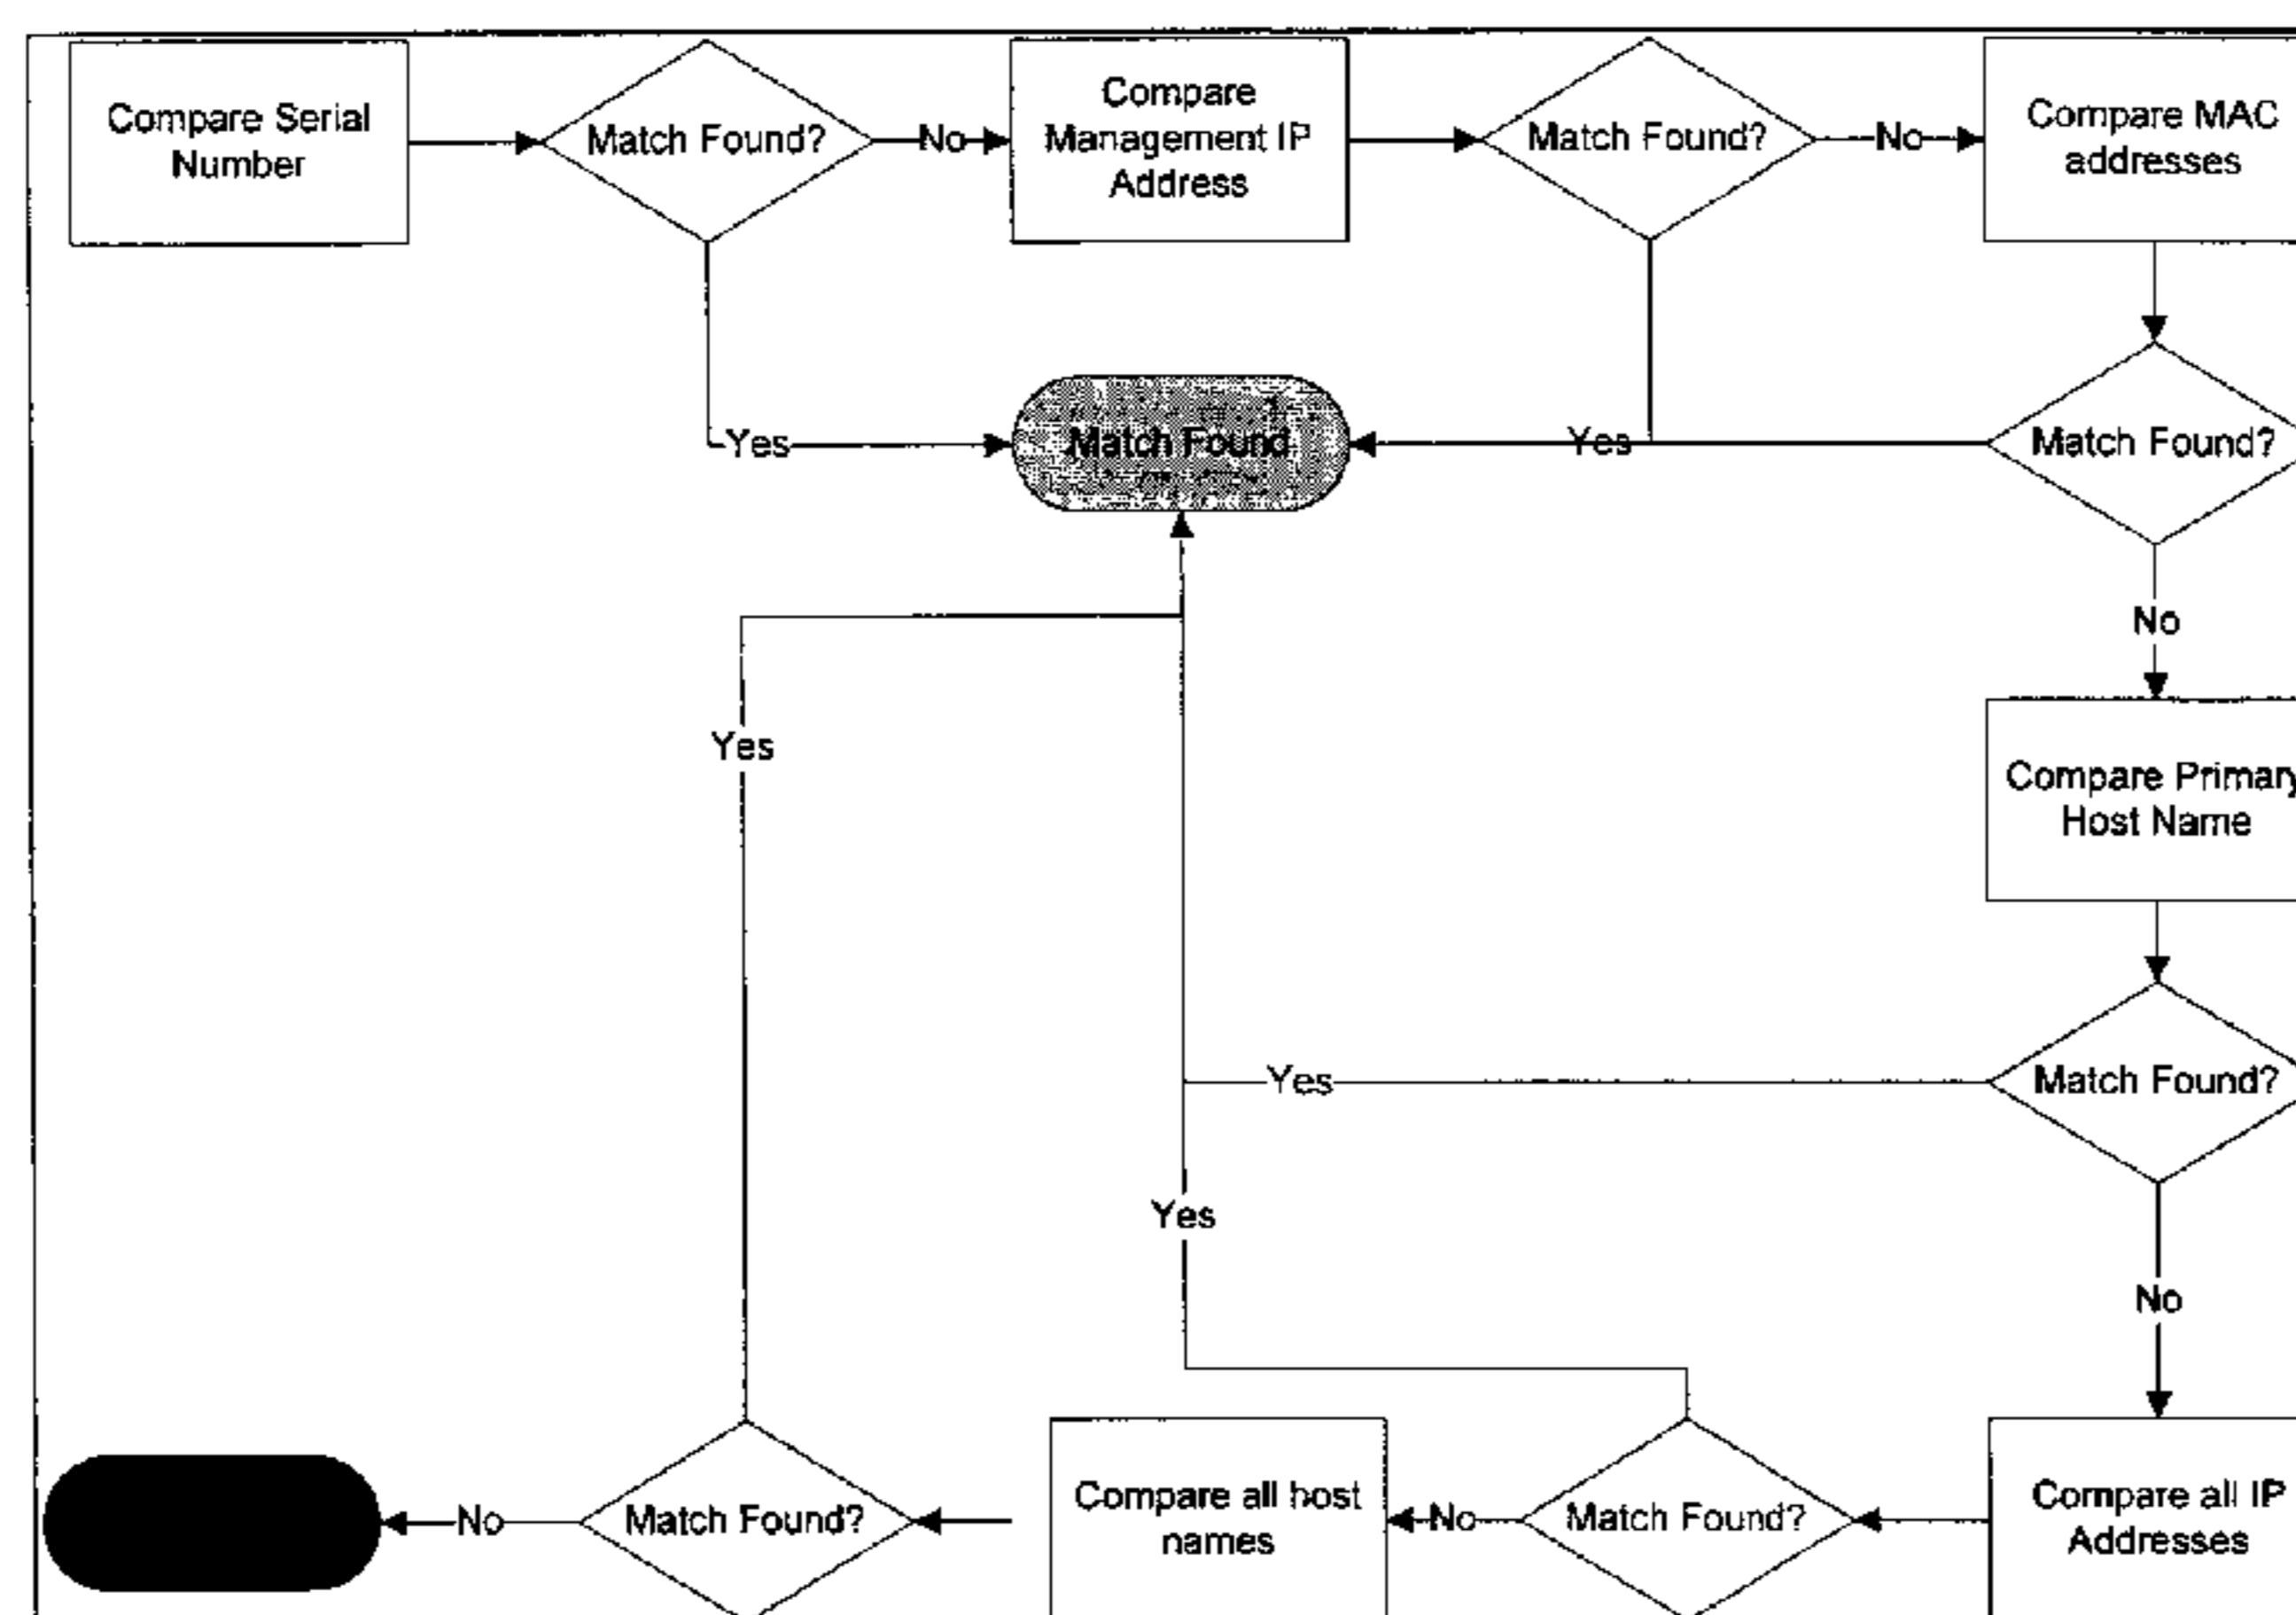 Compare Serial
Number
Match Found?
No
Compare
Management IP
Address
Match Found?
No
Compare MAC
addresses
Yes
Match Found
Yes
Match Found?
No
Yes
Compare Primary
Host Name
Yes
Match Found?
Yes
No
No
Match Found?
Compare all host
names
No
Match Found?
Compare all IP
Addresses